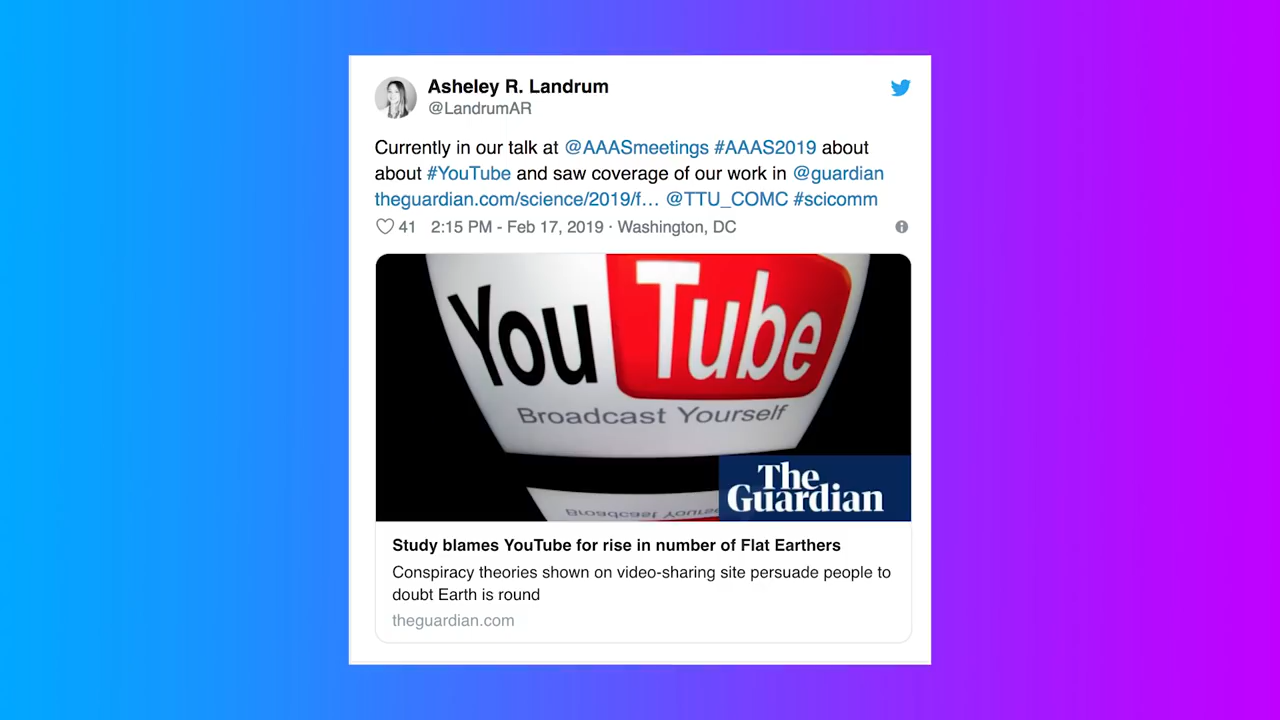 Asheley R. Landrum
@LandrumAR
Currently in our talk at @AAASmeetings #AAAS2019 about
about #YouTube and saw coverage of our work in @guardian
theguardian.com/science/2019/f… @TTU_COMC #scicomm
41 2:15 PM - Feb 17, 2019 · Washington, DC
YouTube
Broadcast Yourself
The
Guardian
Broadcast Yourse
Study blames YouTube for rise in number of Flat Earthers
Conspiracy theories shown on video-sharing site persuade people to
doubt Earth is round
theguardian.com